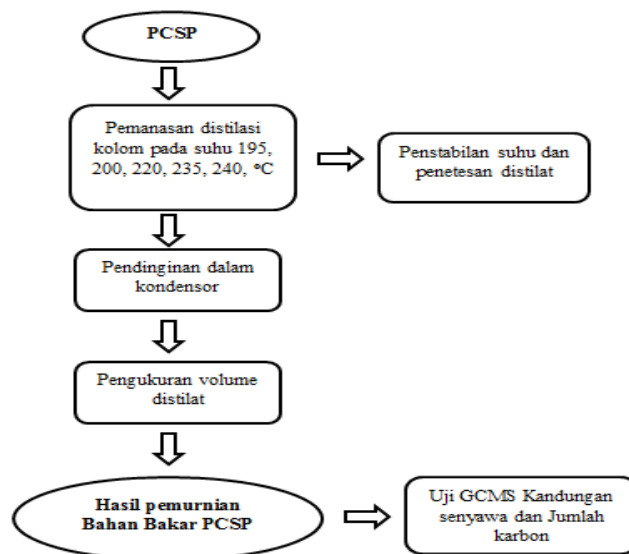 PCSP
Pemanasan distilasi
kolom pada suhu 195,
200, 220, 235, 240, °C
Penstabilan suhu dan
penetesan distilat
Pendinginan dalam
kondensor
Pengukuran volume
distilat
Hasil pemurnian
Bahan Bakar PCSP
Uji GCMS Kandungan
senyawa dan Jumlah
karbon